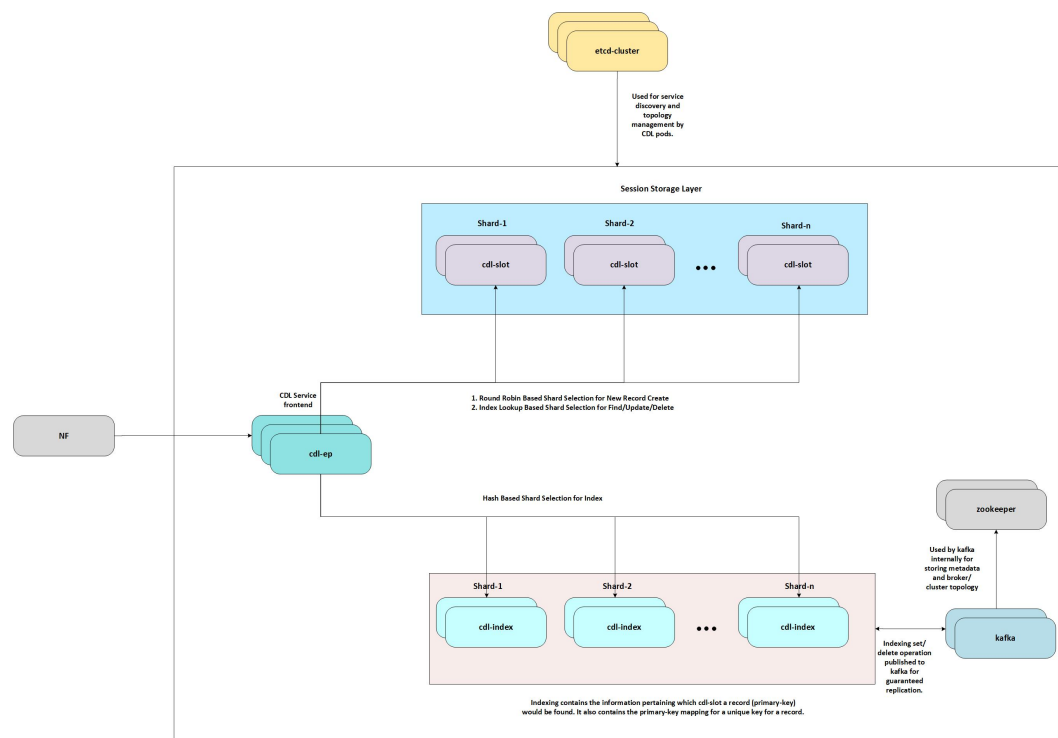 etcd-cluster
Used for service
discovery and
topology
management by
CDL pods.
Session Storage Layer
Shard-1
Shard-2
Shard-n
cdl-slot
cdl-slot
cdl-slot
CDL Service
frontend
1. Round Robin Based Shard Selection for New Record Create
2. Index Lookup Based Shard Selection for Find/Update/Delete
NF
cdl-ep
Hash Based Shard Selection for Index
zookeeper
Used by kafka
internally for
storing metadata
and broker/
cluster topology
Shard-1
Shard-2
Shard-n
cdl-index
cdl-index
cdl-index
kafka
Indexing set/
delete operation
published to
kafka for
guaranteed
replication.
Indexing contains the information pertaining which cdl-slot a record (primary-key)
would be found. It also contains the primary-key mapping for a unique key for a record.